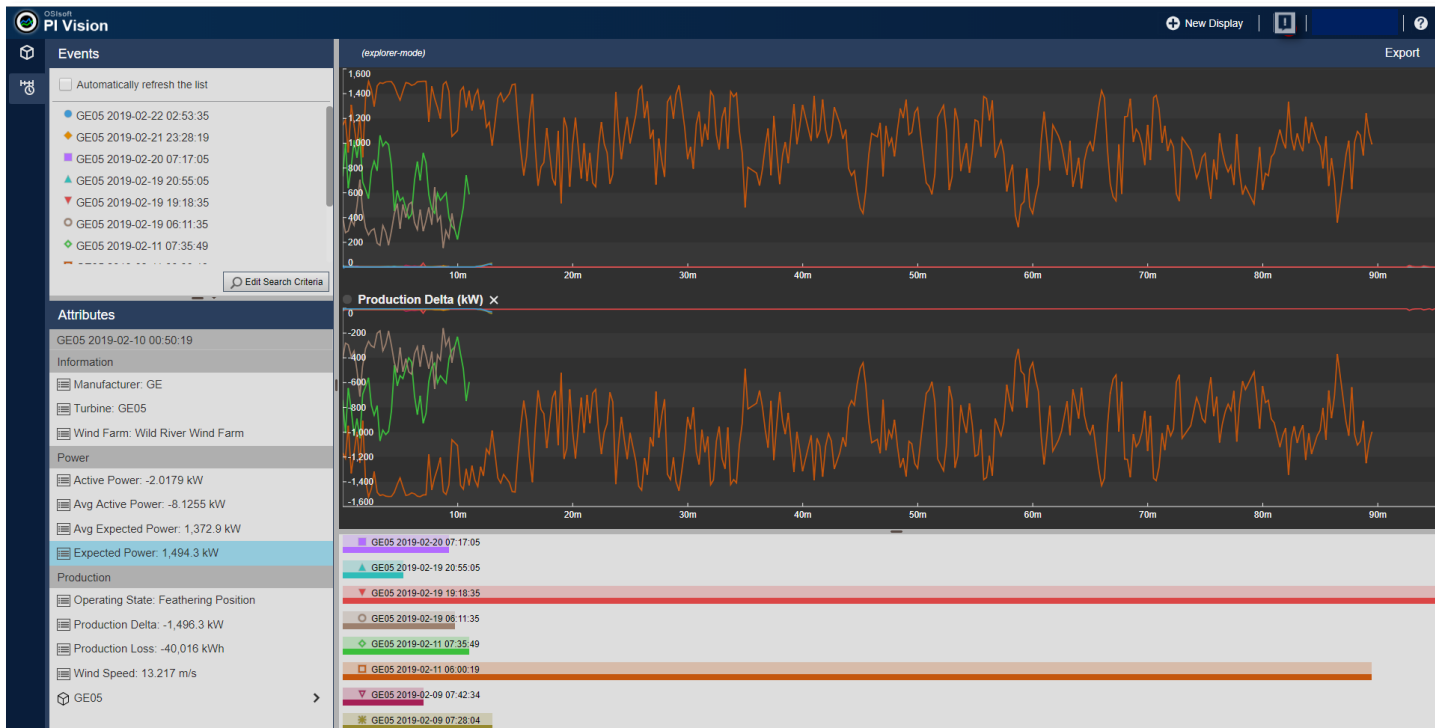 OSIsoft
PI Vision
New Display
Events
(explorer-mode)
Export
Automatically refresh the list
GE05 2019-02-22 02:53:35
GE05 2019-02-21 23:28:19
GE05 2019-02-20 07:17:05
GE05 2019-02-19 20:55:05
GE05 2019-02-19 19:18:35
GE05 2019-02-19 06:11:35
GE05 2019-02-11 07:35:49
Edit Search Criteria
1,600
1,400
1,200
1,000
800
600
400
200
0
10m 20m 30m 40m 50m 60m 70m 80m 90m
Production Delta (kW)
0
-200
-400
-600
-800
-1,000
-1,200
-1,400
-1,600
10m 20m 30m 40m 50m 60m 70m 80m 90m
Attributes
GE05 2019-02-10 00:50:19
Information
Manufacturer: GE
Turbine: GE05
Wind Farm: Wild River Wind Farm
Power
Active Power: -2.0179 kW
Avg Active Power: -8.1255 kW
Avg Expected Power: 1,372.9 kW
Expected Power: 1,494.3 kW
Production
Operating State: Feathering Position
Production Delta: -1,496.3 kW
Production Loss: -40,016 kWh
Wind Speed: 13.217 m/s
GE05
GE05 2019-02-20 07:17:05
GE05 2019-02-19 20:55:05
GE05 2019-02-19 19:18:35
GE05 2019-02-19 06:11:35
GE05 2019-02-11 07:35:49
GE05 2019-02-11 06:00:19
GE05 2019-02-09 07:42:34
GE05 2019-02-09 07:28:04